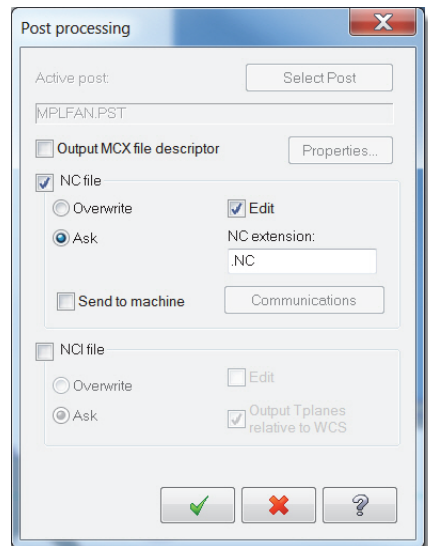 Post processing
Active post:
Select Post
MPLFAN.PST
Output MCX file descriptor
Properties...
NC file
Overwrite
Edit
Ask
NC extension:
.NC
Send to machine
Communications
NCI file
Overwrite
Edit
Ask
Output Tplanes
relative to WCS
?